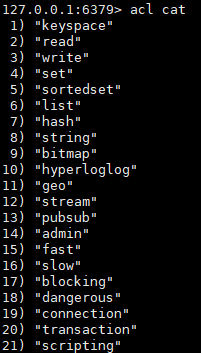 127.0.0.1:6379> acl cat
 1) "keyspace"
 2) "read"
 3) "write"
 4) "set"
 5) "sortedset"
 6) "list"
 7) "hash"
 8) "string"
 9) "bitmap"
10) "hyperloglog"
11) "geo"
12) "stream"
13) "pubsub"
14) "admin"
15) "fast"
16) "slow"
17) "blocking"
18) "dangerous"
19) "connection"
20) "transaction"
21) "scripting"